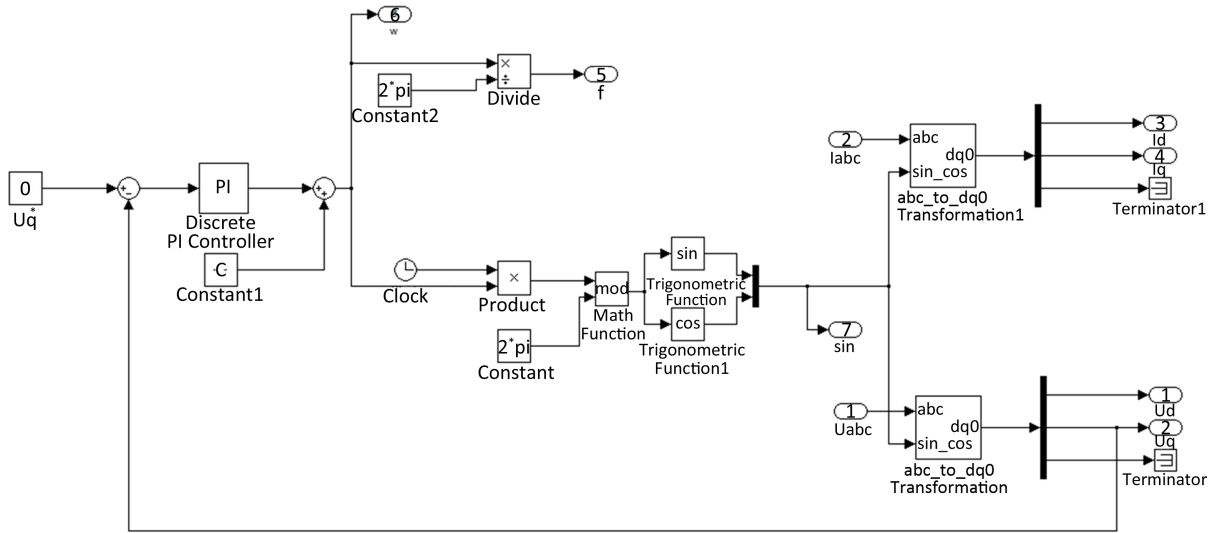 6
w
×
÷
2*pi
Divide
5
f
Constant2
0
Uq*
+
-
PI
Discrete
PI Controller
+
+
C
Constant1
Clock
×
Product
2*pi
Constant
mod
Math
Function
sin
Trigonometric
Function
cos
Trigonometric
Function1
7
sin
2
Iabc
abc
dq0
sin_cos
abc_to_dq0
Transformation1
3
Id
4
Iq
Terminator1
1
Uabc
abc
dq0
sin_cos
abc_to_dq0
Transformation
1
Ud
2
Uq
Terminator